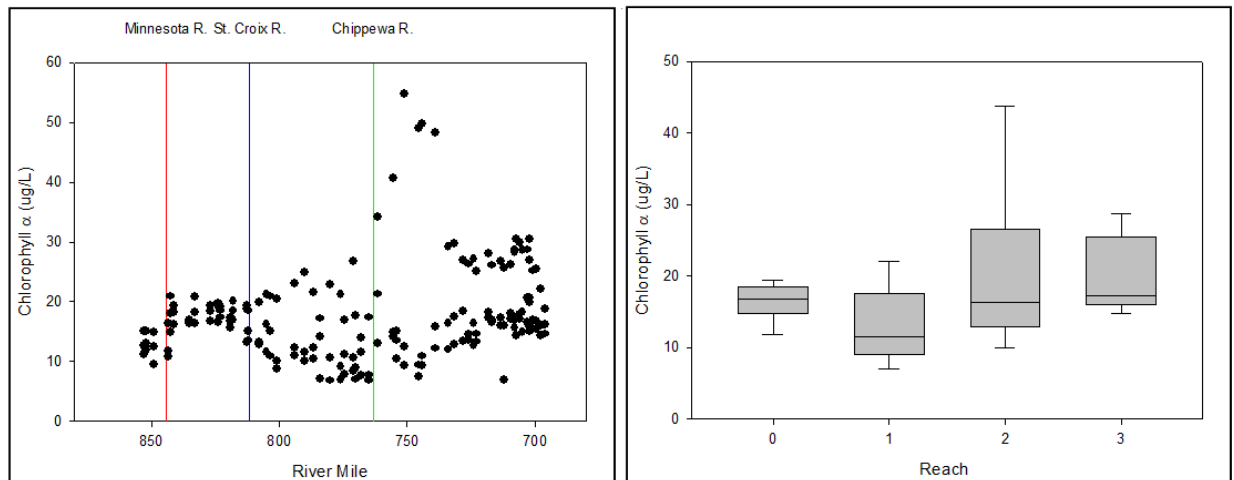 Minnesota R. St. Croix R. Chippewa R.
60
50
40
30
20
10
0
Chlorophyll α (ug/L)
850 800 750 700
River Mile
50
40
30
20
10
0
Chlorophyll α (ug/L)
0 1 2 3
Reach